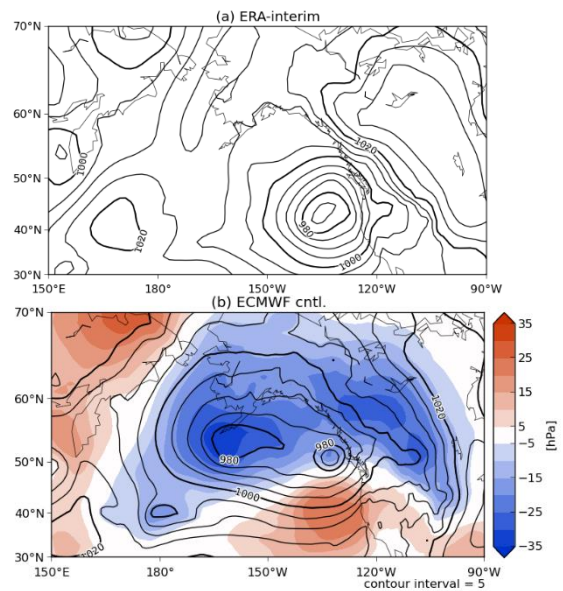 (a) ERA-interim
70°N
60°N
50°N
40°N
30°N
1000
1020
1020
980
1000
150°E 180° 150°W 120°W 90°W
(b) ECMWF cntl.
70°N
60°N
50°N
40°N
30°N
1020
980
980
1000
1020
35
25
15
5
−5
−15
−25
−35
[hPa]
150°E 180° 150°W 120°W 90°W
contour interval = 5